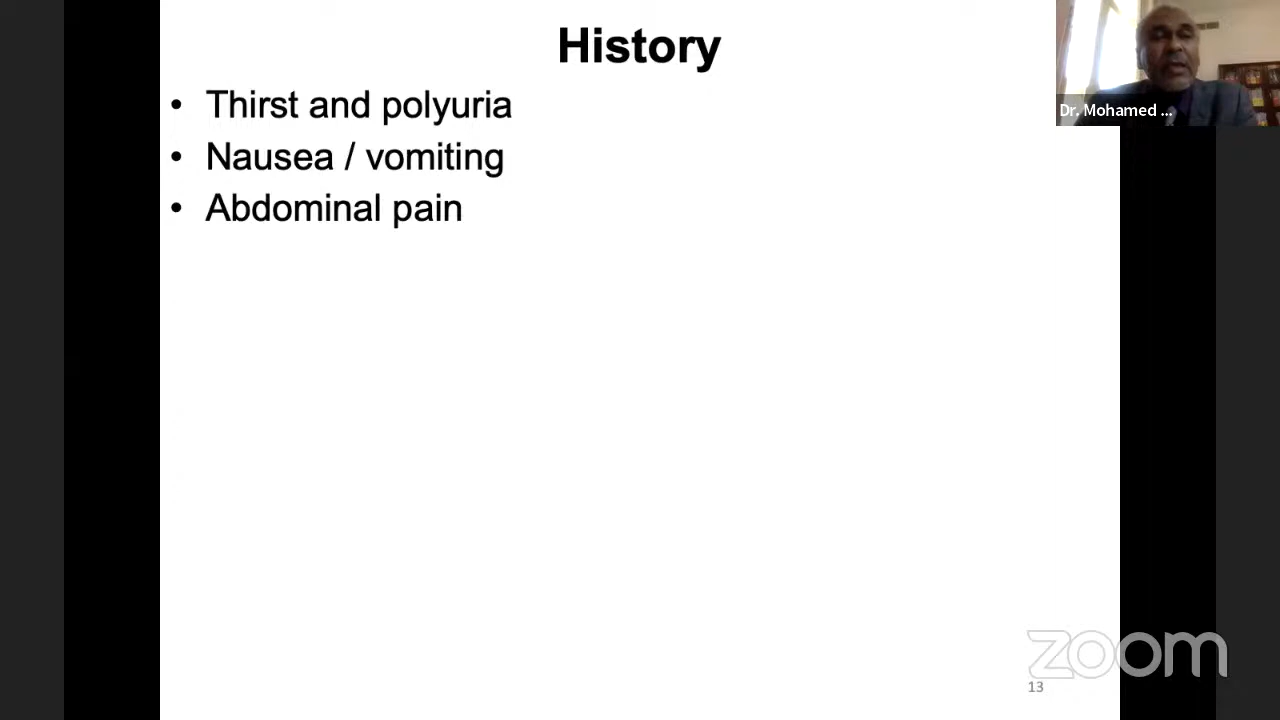 History
Dr. Mohamed ...
• Thirst and polyuria
• Nausea / vomiting
• Abdominal pain
zoom
13